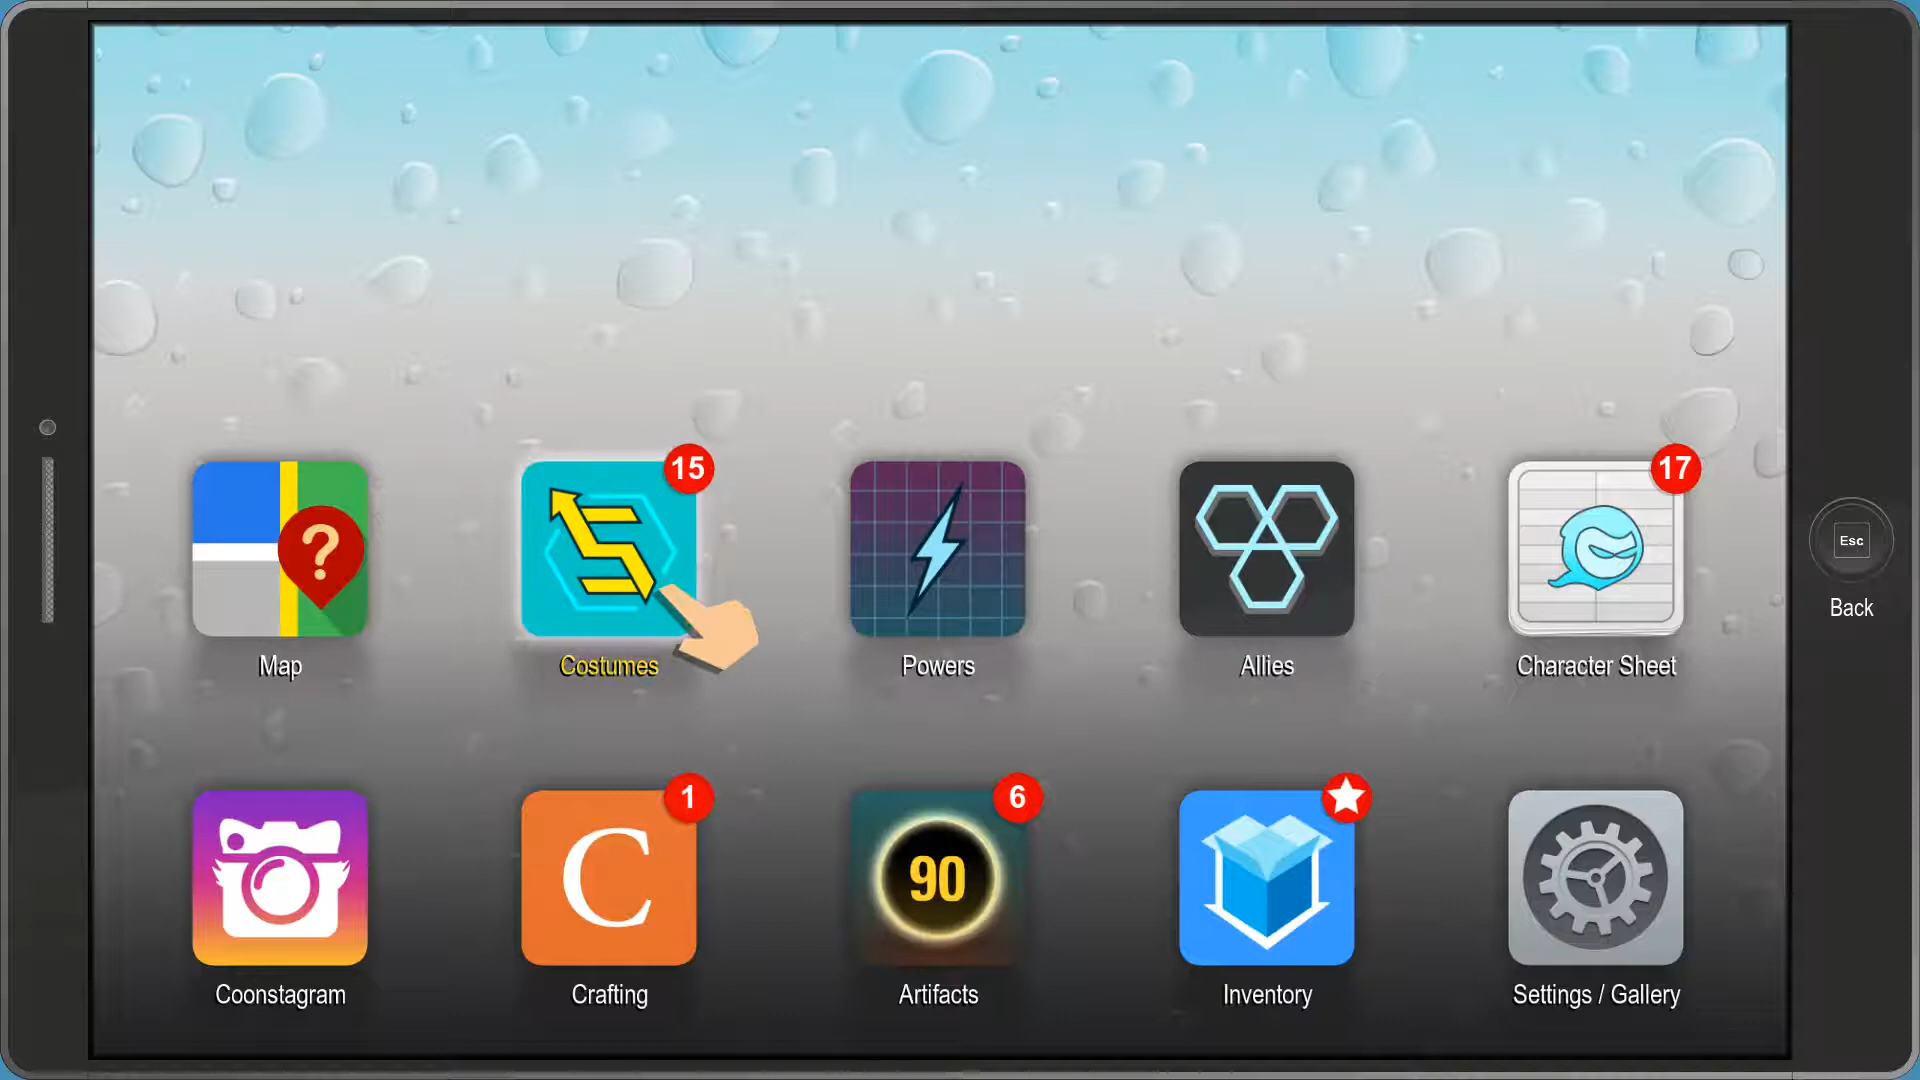 15
17
?
Esc
Map
Costumes
Powers
Allies
Character Sheet
Back
1
6
C
90
Coonstagram
Crafting
Artifacts
Inventory
Settings / Gallery